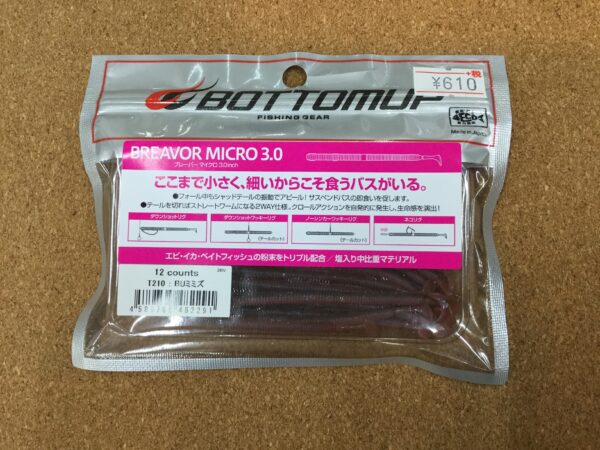 +税
¥610
BOTTOMUP
FISHING GEAR
ECO
Made in Japan
BREAVOR MICRO 3.0
ブレーバーマイクロ 3.0inch
ここまで小さく、細いからこそ食うバスがいる。
●フォール中もシャッドテールの振動でアピール！サスペンドバスの即食いを促します。
●テールを切ればストレートワームになる2WAY仕様。クロールアクションを自発的に発生し、生命感を演出！
ダウンショットリグ
ダウンショットワッキーリグ
ノーシンカーワッキーリグ
ネコリグ
(テールカット)
(テールカット)
エビ・イカ・ベイトフィッシュの粉末をトリプル配合／塩入り中比重マテリアル
12 counts
T210 : BUミミズ